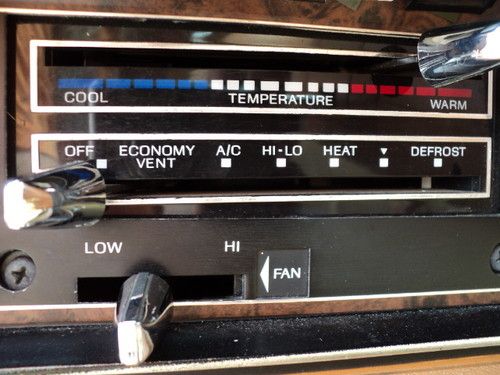 COOL TEMPERATURE WARM
OFF ECONOMY VENT A/C HI-LO HEAT ▼ DEFROST
LOW HI
FAN